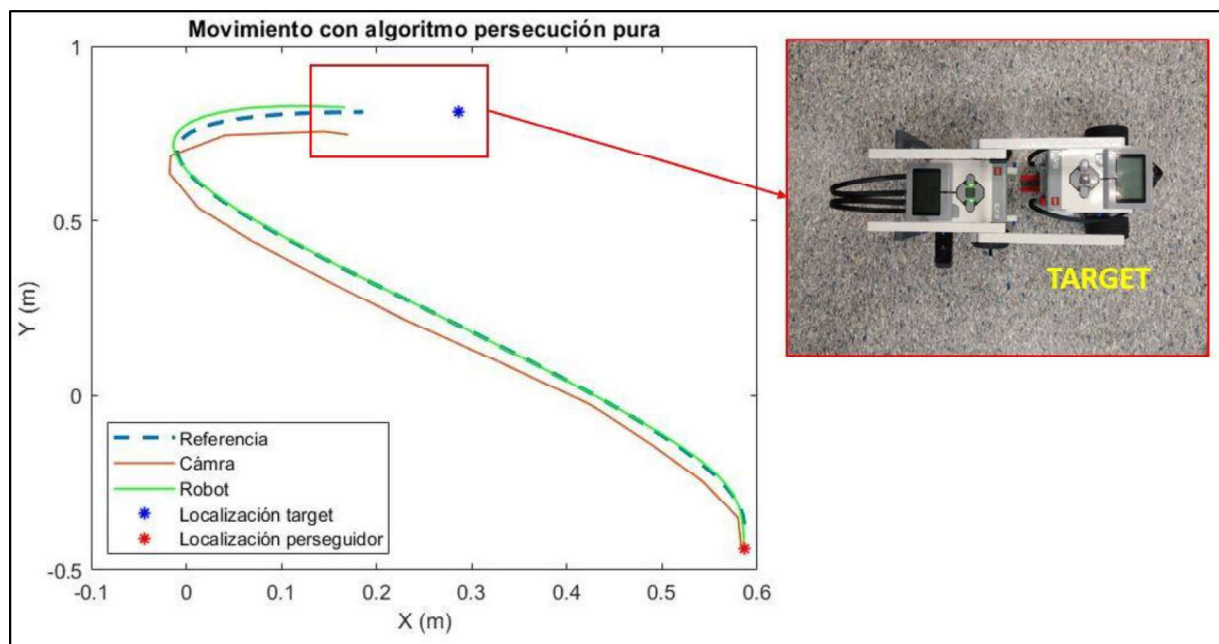 Movimiento con algoritmo persecución pura
1
0.5
0
-0.5
Y (m)
-0.1
0
0.1
0.2
0.3
0.4
0.5
0.6
X (m)
Referencia
Cámra
Robot
Localización target
Localización perseguidor
TARGET